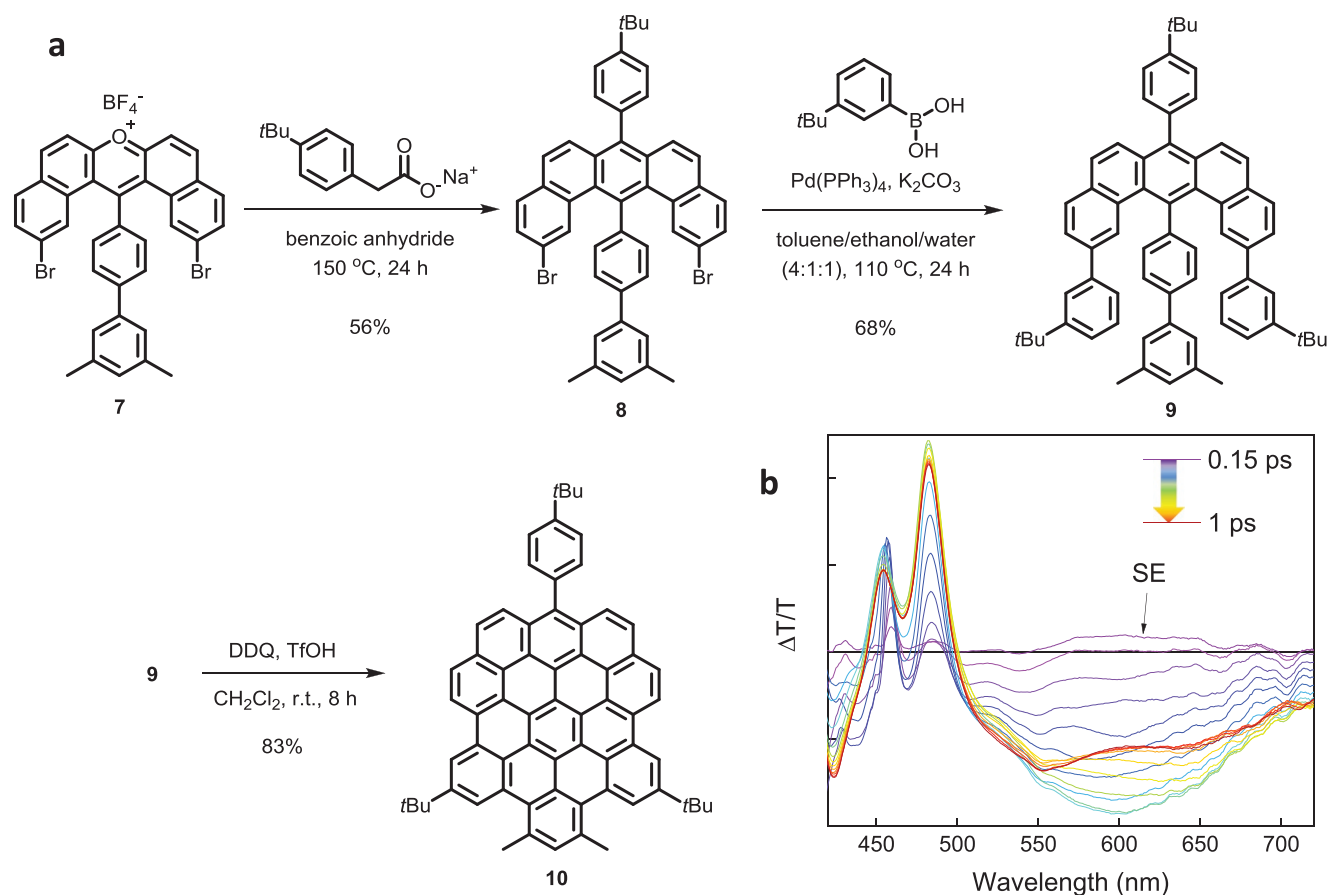 a
BF₄⁻
O⁺
Br
Br
7
tBu
O
O⁻Na⁺
benzoic anhydride
150 °C, 24 h
56%
tBu
Br
Br
8
tBu
B
OH
OH
Pd(PPh₃)₄, K₂CO₃
toluene/ethanol/water
(4:1:1), 110 °C, 24 h
68%
tBu
tBu
tBu
9
9
DDQ, TfOH
CH₂Cl₂, r.t., 8 h
83%
tBu
tBu
tBu
10
b
0.15 ps
1 ps
SE
ΔT/T
450
500
550
600
650
700
Wavelength (nm)